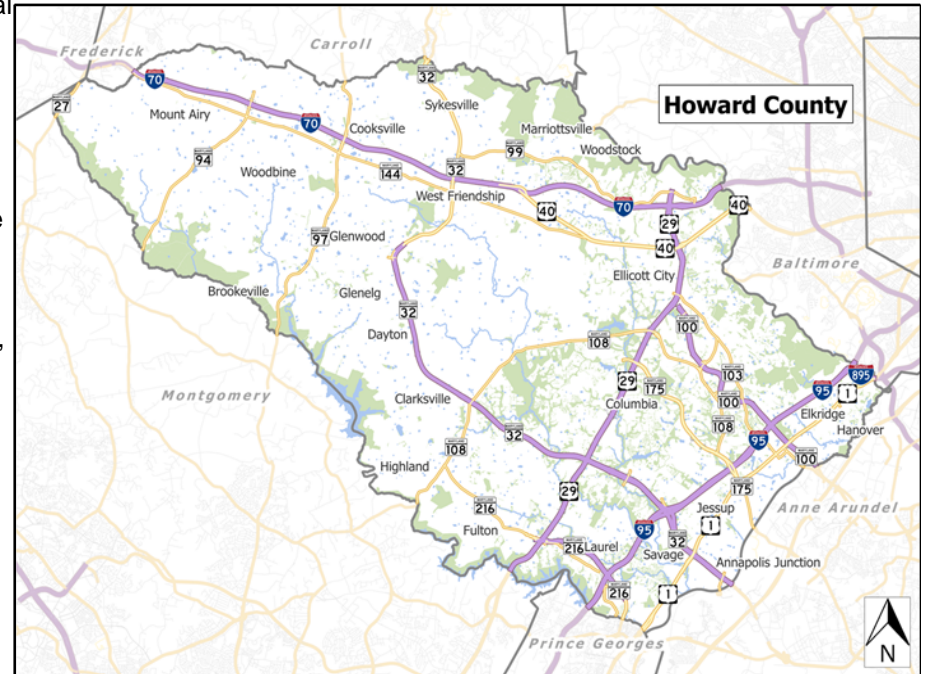 al
e
,
Howard County
Frederick
Carroll
Baltimore
Montgomery
Anne Arundel
Prince Georges
Mount Airy
Sykesville
Cooksville
Marriottsville
Woodstock
Woodbine
West Friendship
Glenwood
Ellicott City
Brookeville
Glenelg
Dayton
Clarksville
Columbia
Elkridge
Hanover
Highland
Jessup
Fulton
Laurel
Savage
Annapolis Junction
27
70
32
70
94
144
32
99
97
40
70
29
40
40
32
100
108
103
29
175
100
895
95
1
108
108
32
95
100
175
29
216
1
95
32
216
216
1
N